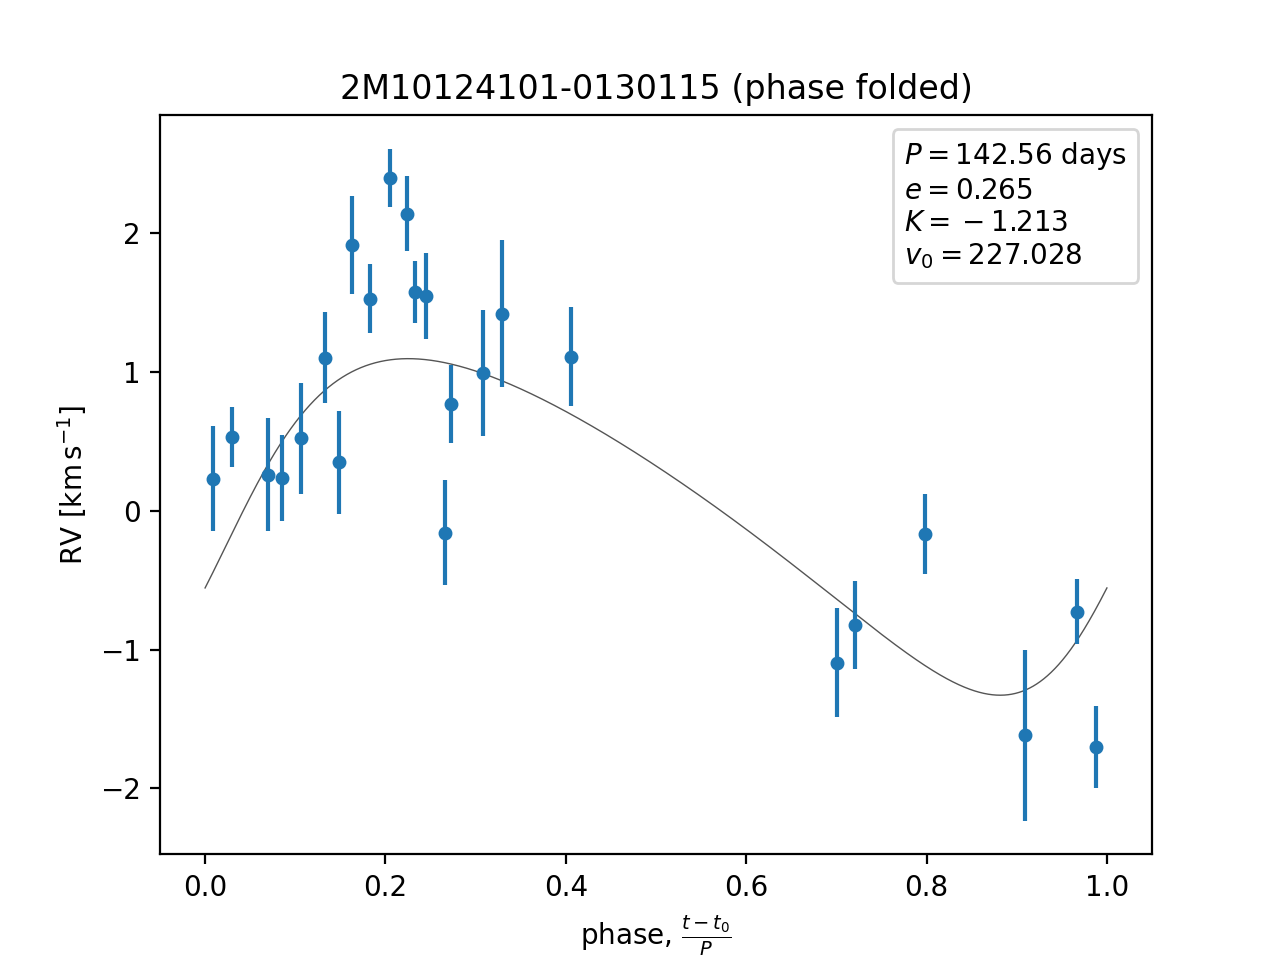 2M10124101-0130115 (phase folded)
P = 142.56 days
e = 0.265
K = −1.213
v₀ = 227.028
RV [km s⁻¹]
2
1
0
−1
−2
0.0 0.2 0.4 0.6 0.8 1.0
phase, (t − t₀)/P